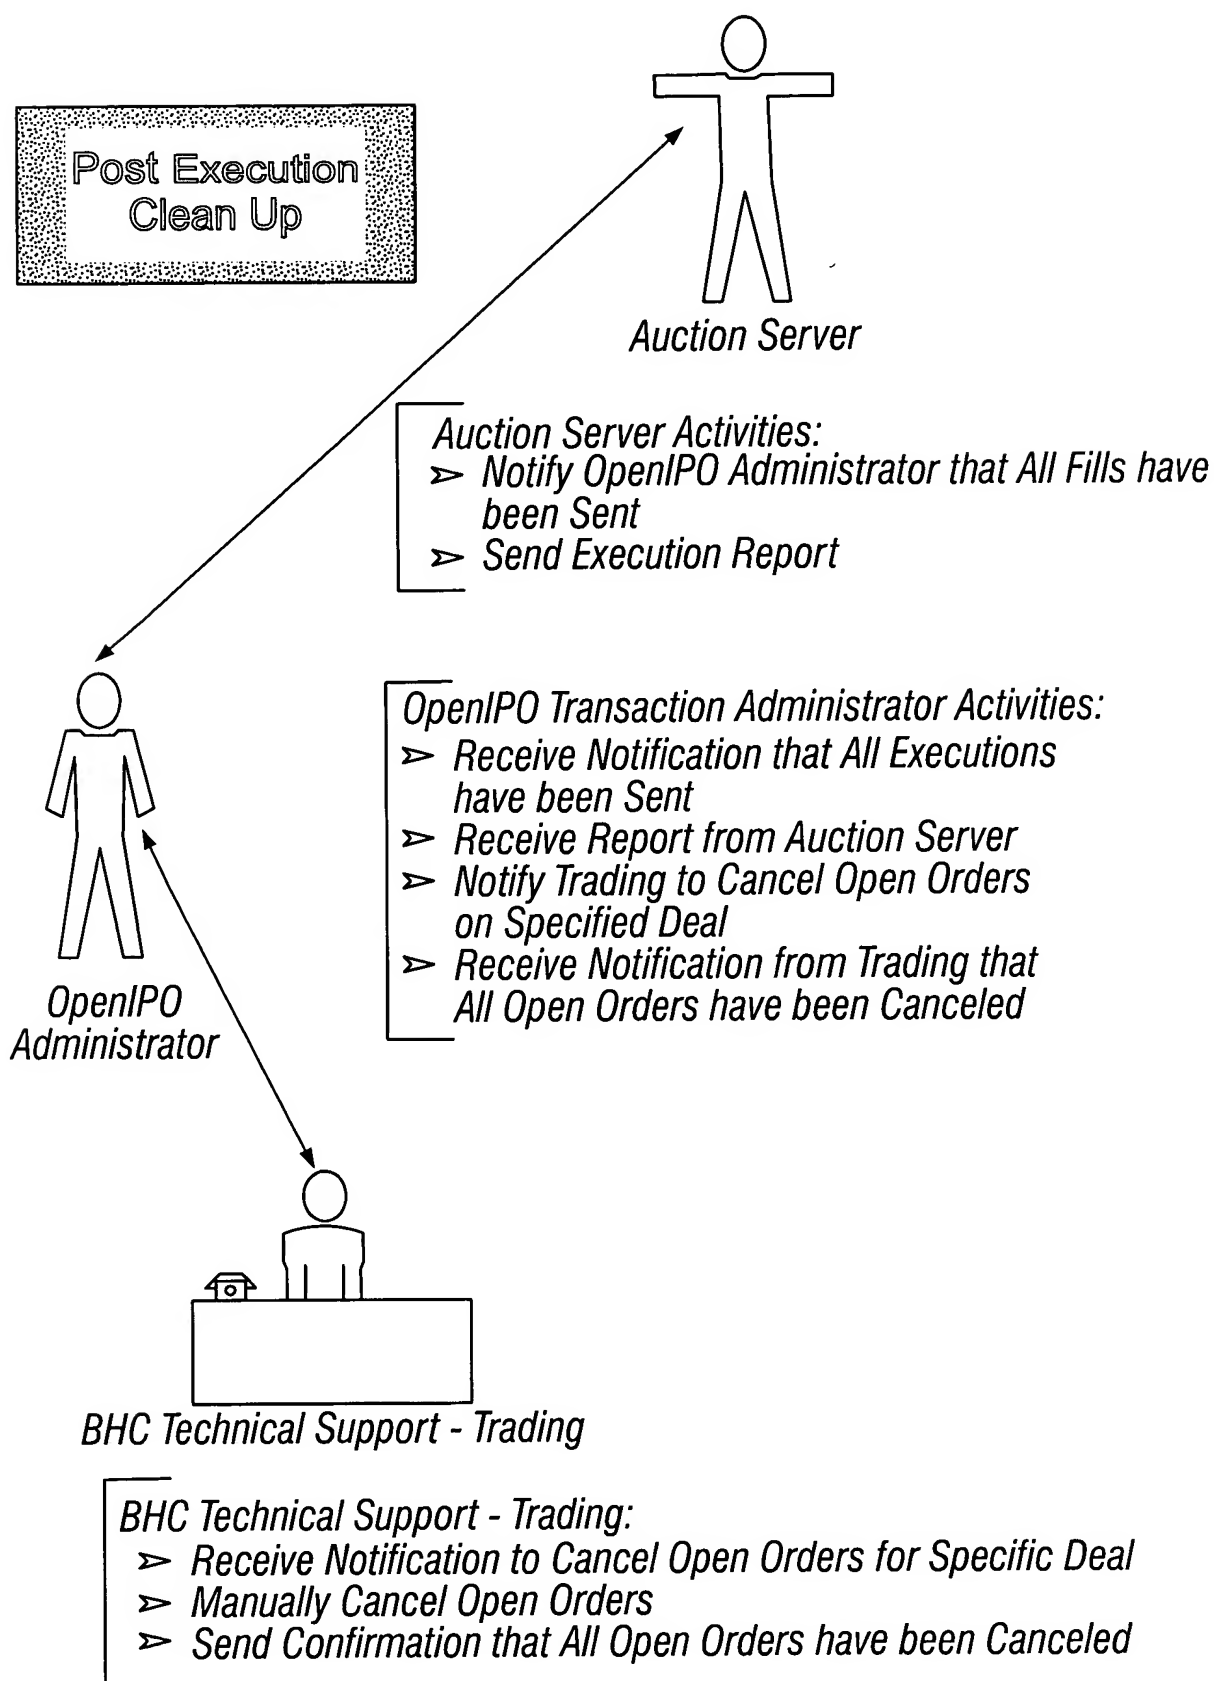 Post Execution
Clean Up
Auction Server
Auction Server Activities:
➢ Notify OpenIPO Administrator that All Fills have
been Sent
➢ Send Execution Report
OpenIPO Transaction Administrator Activities:
➢ Receive Notification that All Executions
have been Sent
➢ Receive Report from Auction Server
➢ Notify Trading to Cancel Open Orders
on Specified Deal
➢ Receive Notification from Trading that
All Open Orders have been Canceled
OpenIPO
Administrator
BHC Technical Support - Trading
BHC Technical Support - Trading:
➢ Receive Notification to Cancel Open Orders for Specific Deal
➢ Manually Cancel Open Orders
➢ Send Confirmation that All Open Orders have been Canceled